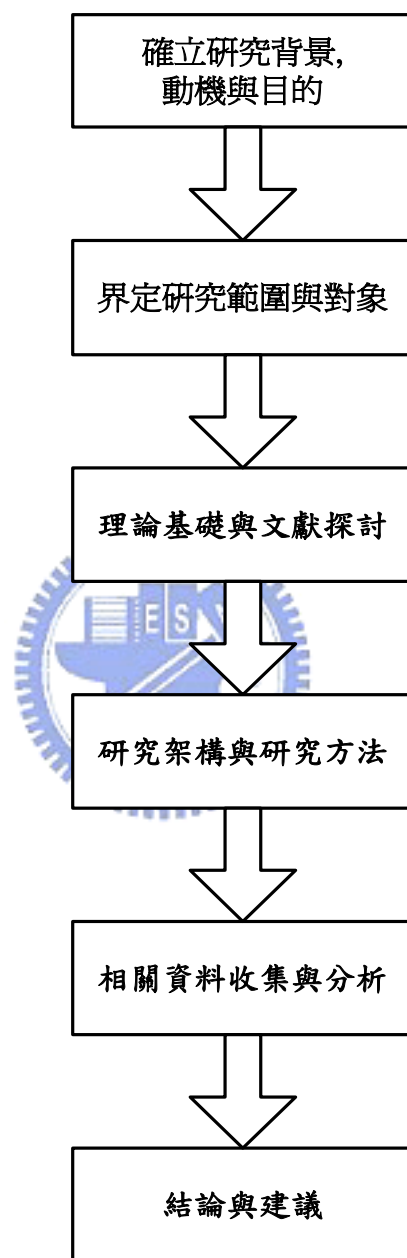 確立研究背景,
動機與目的
界定研究範圍與對象
理論基礎與文獻探討
ES
研究架構與研究方法
相關資料收集與分析
結論與建議